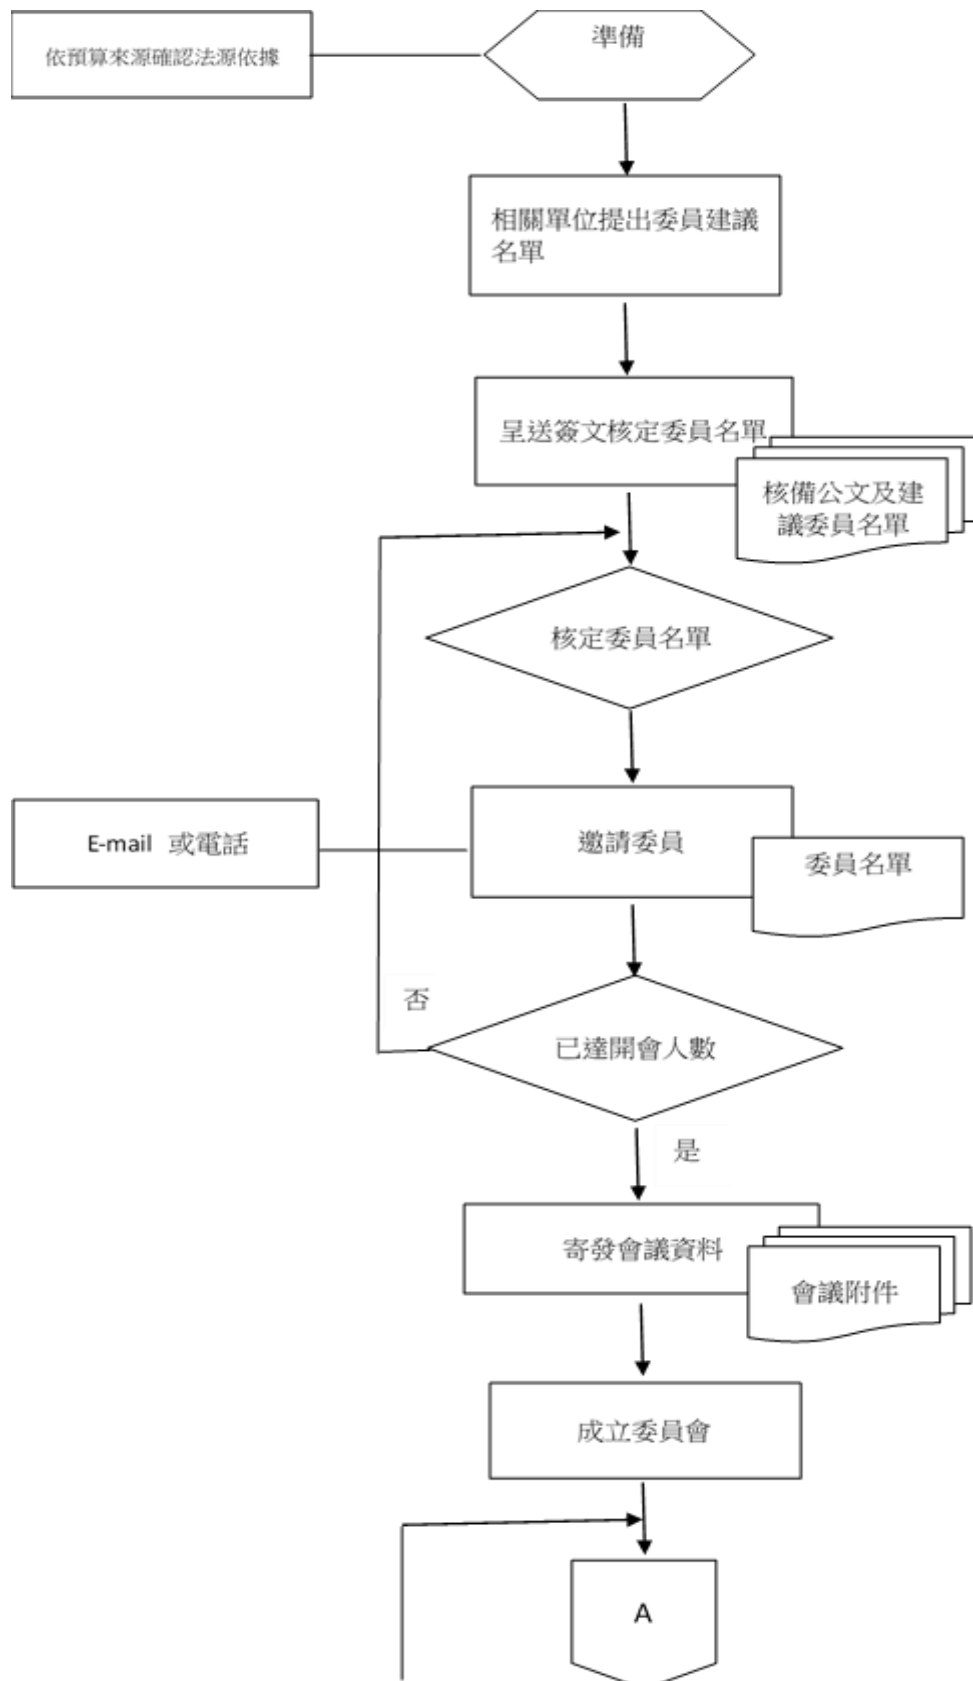 準備
依預算來源確認法源依據
相關單位提出委員建議
名單
呈送簽文核定委員名單
核備公文及建
議委員名單
核定委員名單
E-mail 或電話
邀請委員
委員名單
否
已達開會人數
是
寄發會議資料
會議附件
成立委員會
A